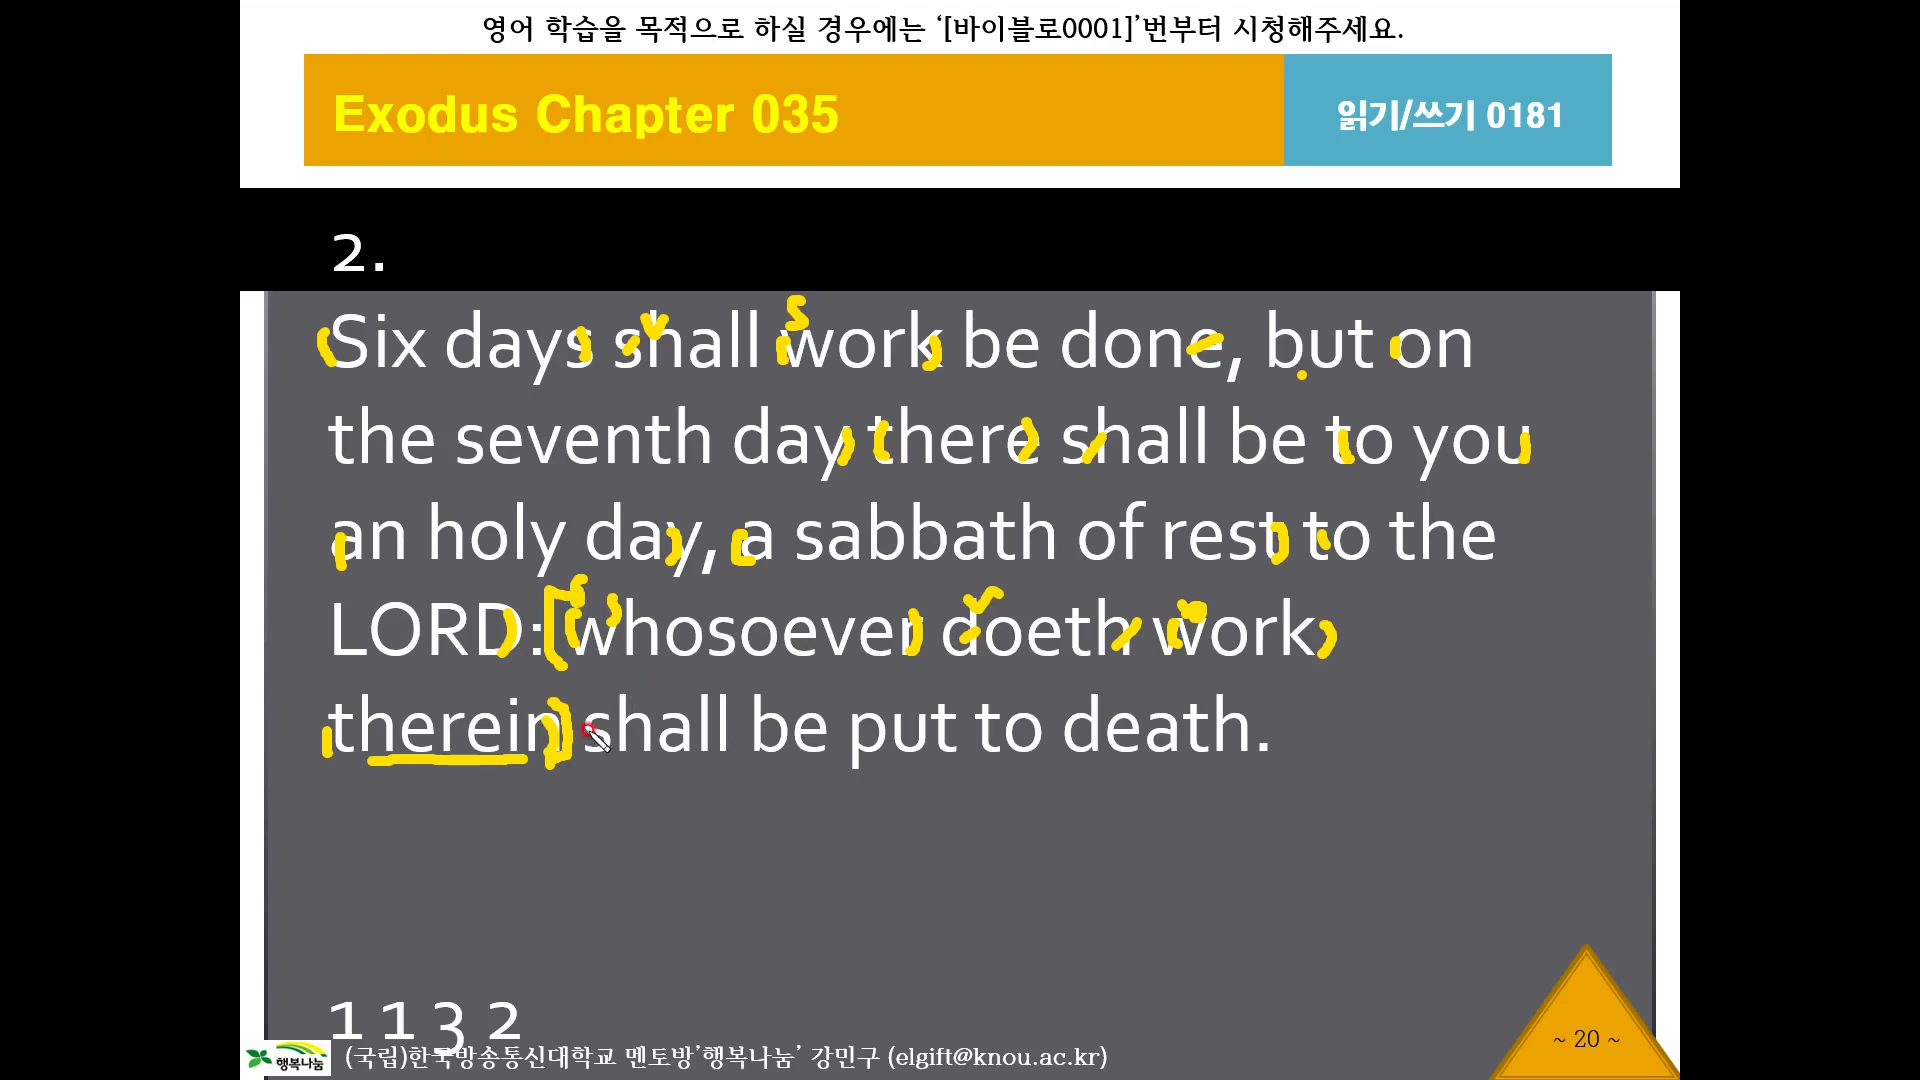 영어 학습을 목적으로 하실 경우에는 ‘[바이블로0001]’번부터 시청해주세요.
Exodus Chapter 035
읽기/쓰기 0181
2.
Six days shall work be done, but on
the seventh day there shall be to you
an holy day, a sabbath of rest to the
LORD: whosoever doeth work
therein shall be put to death.
1 1 3 2
행복나눔
(국립)한국방송통신대학교 멘토방’행복나눔’ 강민구 (elgift@knou.ac.kr)
~ 20 ~